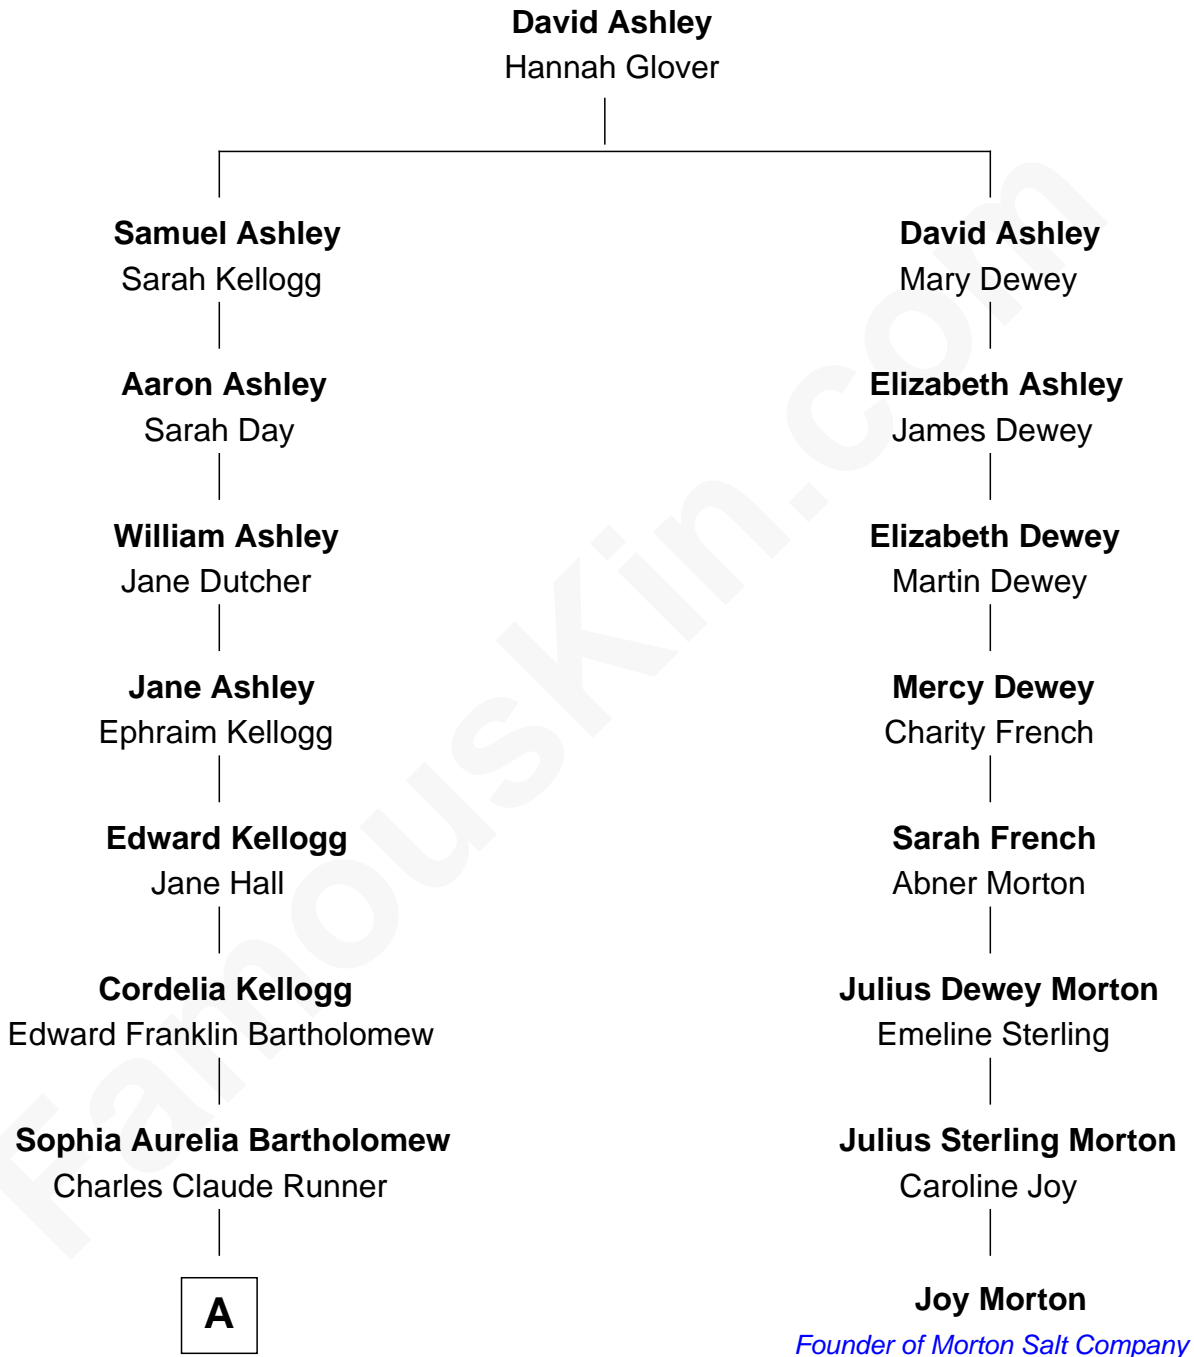 David Ashley
Hannah Glover
Samuel Ashley
Sarah Kellogg
Aaron Ashley
Sarah Day
William Ashley
Jane Dutcher
Jane Ashley
Ephraim Kellogg
Edward Kellogg
Jane Hall
Cordelia Kellogg
Edward Franklin Bartholomew
Sophia Aurelia Bartholomew
Charles Claude Runner
A
David Ashley
Mary Dewey
Elizabeth Ashley
James Dewey
Elizabeth Dewey
Martin Dewey
Mercy Dewey
Charity French
Sarah French
Abner Morton
Julius Dewey Morton
Emeline Sterling
Julius Sterling Morton
Caroline Joy
Joy Morton
Founder of Morton Salt Company
FamousKin.com